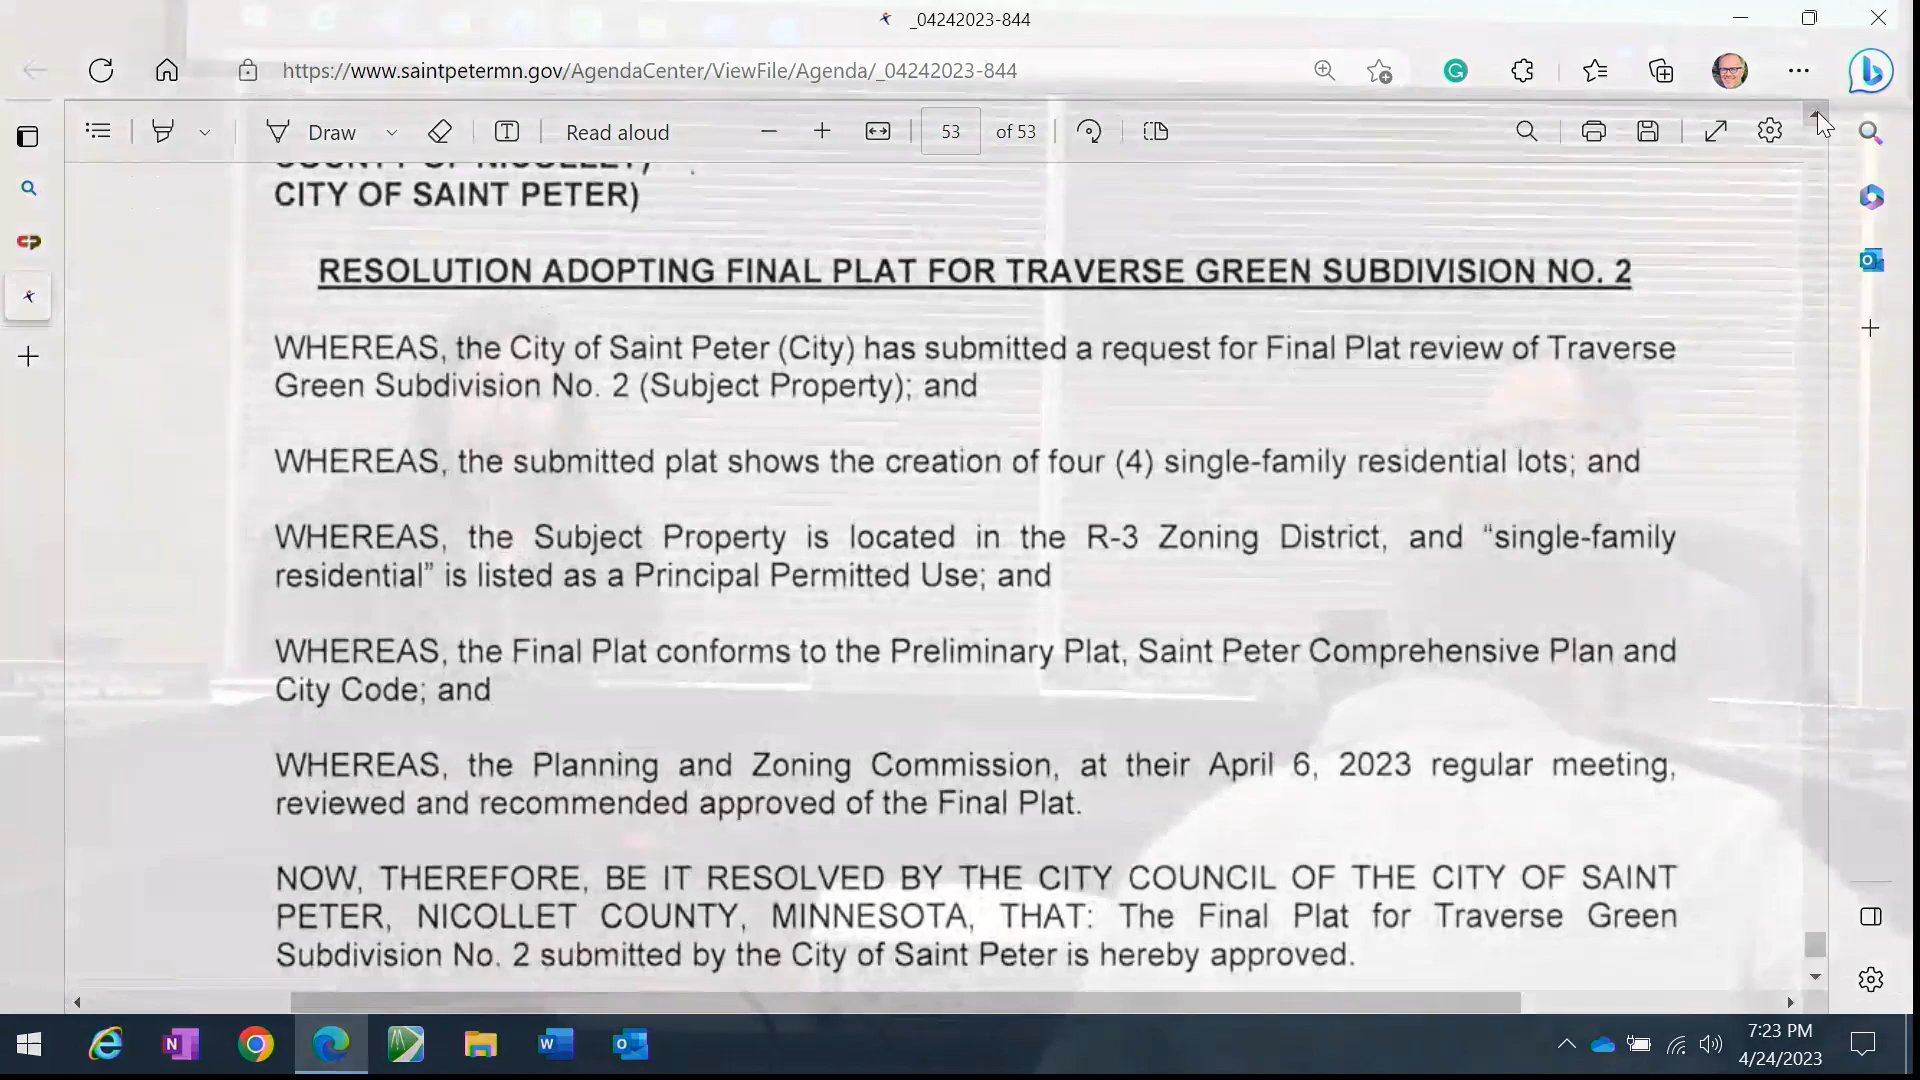 _04242023-844
https://www.saintpetermn.gov/AgendaCenter/ViewFile/Agenda/_04242023-844
Draw
Read aloud
53
of 53
COUNTY OF NICOLLET)
CITY OF SAINT PETER)
RESOLUTION ADOPTING FINAL PLAT FOR TRAVERSE GREEN SUBDIVISION NO. 2
WHEREAS, the City of Saint Peter (City) has submitted a request for Final Plat review of Traverse
Green Subdivision No. 2 (Subject Property); and
WHEREAS, the submitted plat shows the creation of four (4) single-family residential lots; and
WHEREAS, the Subject Property is located in the R-3 Zoning District, and “single-family
residential” is listed as a Principal Permitted Use; and
WHEREAS, the Final Plat conforms to the Preliminary Plat, Saint Peter Comprehensive Plan and
City Code; and
WHEREAS, the Planning and Zoning Commission, at their April 6, 2023 regular meeting,
reviewed and recommended approved of the Final Plat.
NOW, THEREFORE, BE IT RESOLVED BY THE CITY COUNCIL OF THE CITY OF SAINT
PETER, NICOLLET COUNTY, MINNESOTA, THAT: The Final Plat for Traverse Green
Subdivision No. 2 submitted by the City of Saint Peter is hereby approved.
7:23 PM
4/24/2023